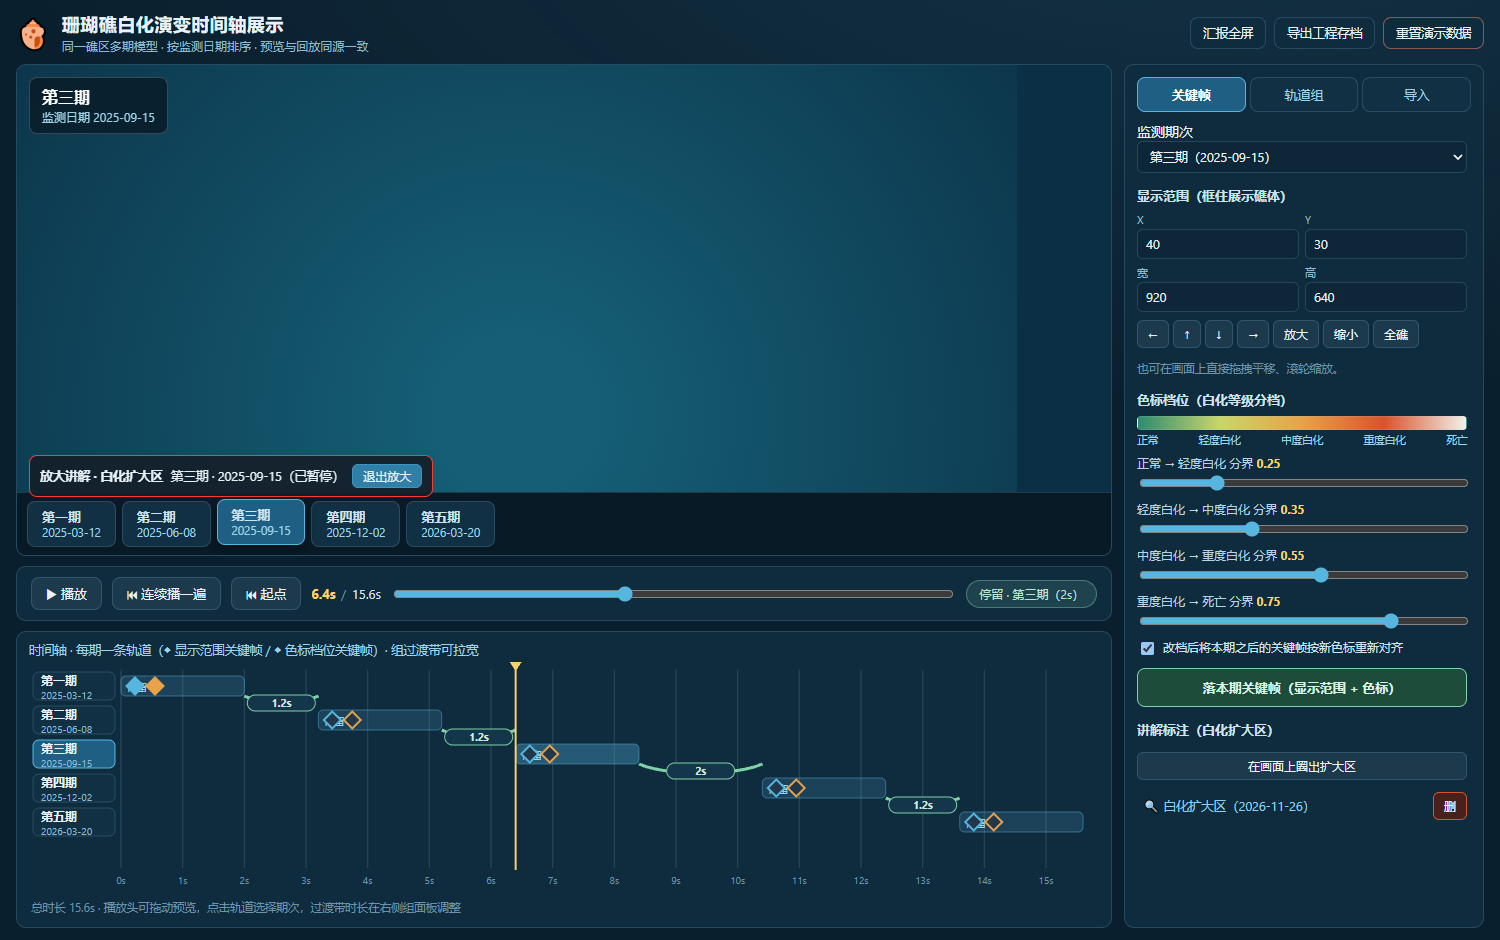 珊瑚礁白化演变时间轴展示
同一礁区多期模型 · 按监测日期排序 · 预览与回放同源一致
汇报全屏
导出工程存档
重置演示数据
第三期
监测日期 2025-09-15
放大讲解 · 白化扩大区 第三期 · 2025-09-15（已暂停）
退出放大
第一期
2025-03-12
第二期
2025-06-08
第三期
2025-09-15
第四期
2025-12-02
第五期
2026-03-20
▶ 播放
⏮ 连续播一遍
⏮ 起点
6.4s / 15.6s
停留 · 第三期（2s）
时间轴 · 每期一条轨道（◆ 显示范围关键帧 / ◆ 色标档位关键帧）· 组过渡带可拉宽
第一期
2025-03-12
1.2s
第二期
2025-06-08
1.2s
第三期
2025-09-15
2s
第四期
2025-12-02
1.2s
第五期
2026-03-20
0s 1s 2s 3s 4s 5s 6s 7s 8s 9s 10s 11s 12s 13s 14s 15s
总时长 15.6s · 播放头可拖动预览，点击轨道选择期次，过渡带时长在右侧组面板调整
关键帧
轨道组
导入
监测期次
第三期（2025-09-15）
显示范围（框住展示礁体）
X Y
40 30
宽 高
920 640
← ↑ ↓ → 放大 缩小 全礁
也可在画面上直接拖拽平移、滚轮缩放。
色标档位（白化等级分档）
正常 轻度白化 中度白化 重度白化 死亡
正常 → 轻度白化 分界 0.25
轻度白化 → 中度白化 分界 0.35
中度白化 → 重度白化 分界 0.55
重度白化 → 死亡 分界 0.75
改档后将本期之后的关键帧按新色标重新对齐
落本期关键帧（显示范围 + 色标）
讲解标注（白化扩大区）
在画面上圈出扩大区
白化扩大区（2026-11-26）
删